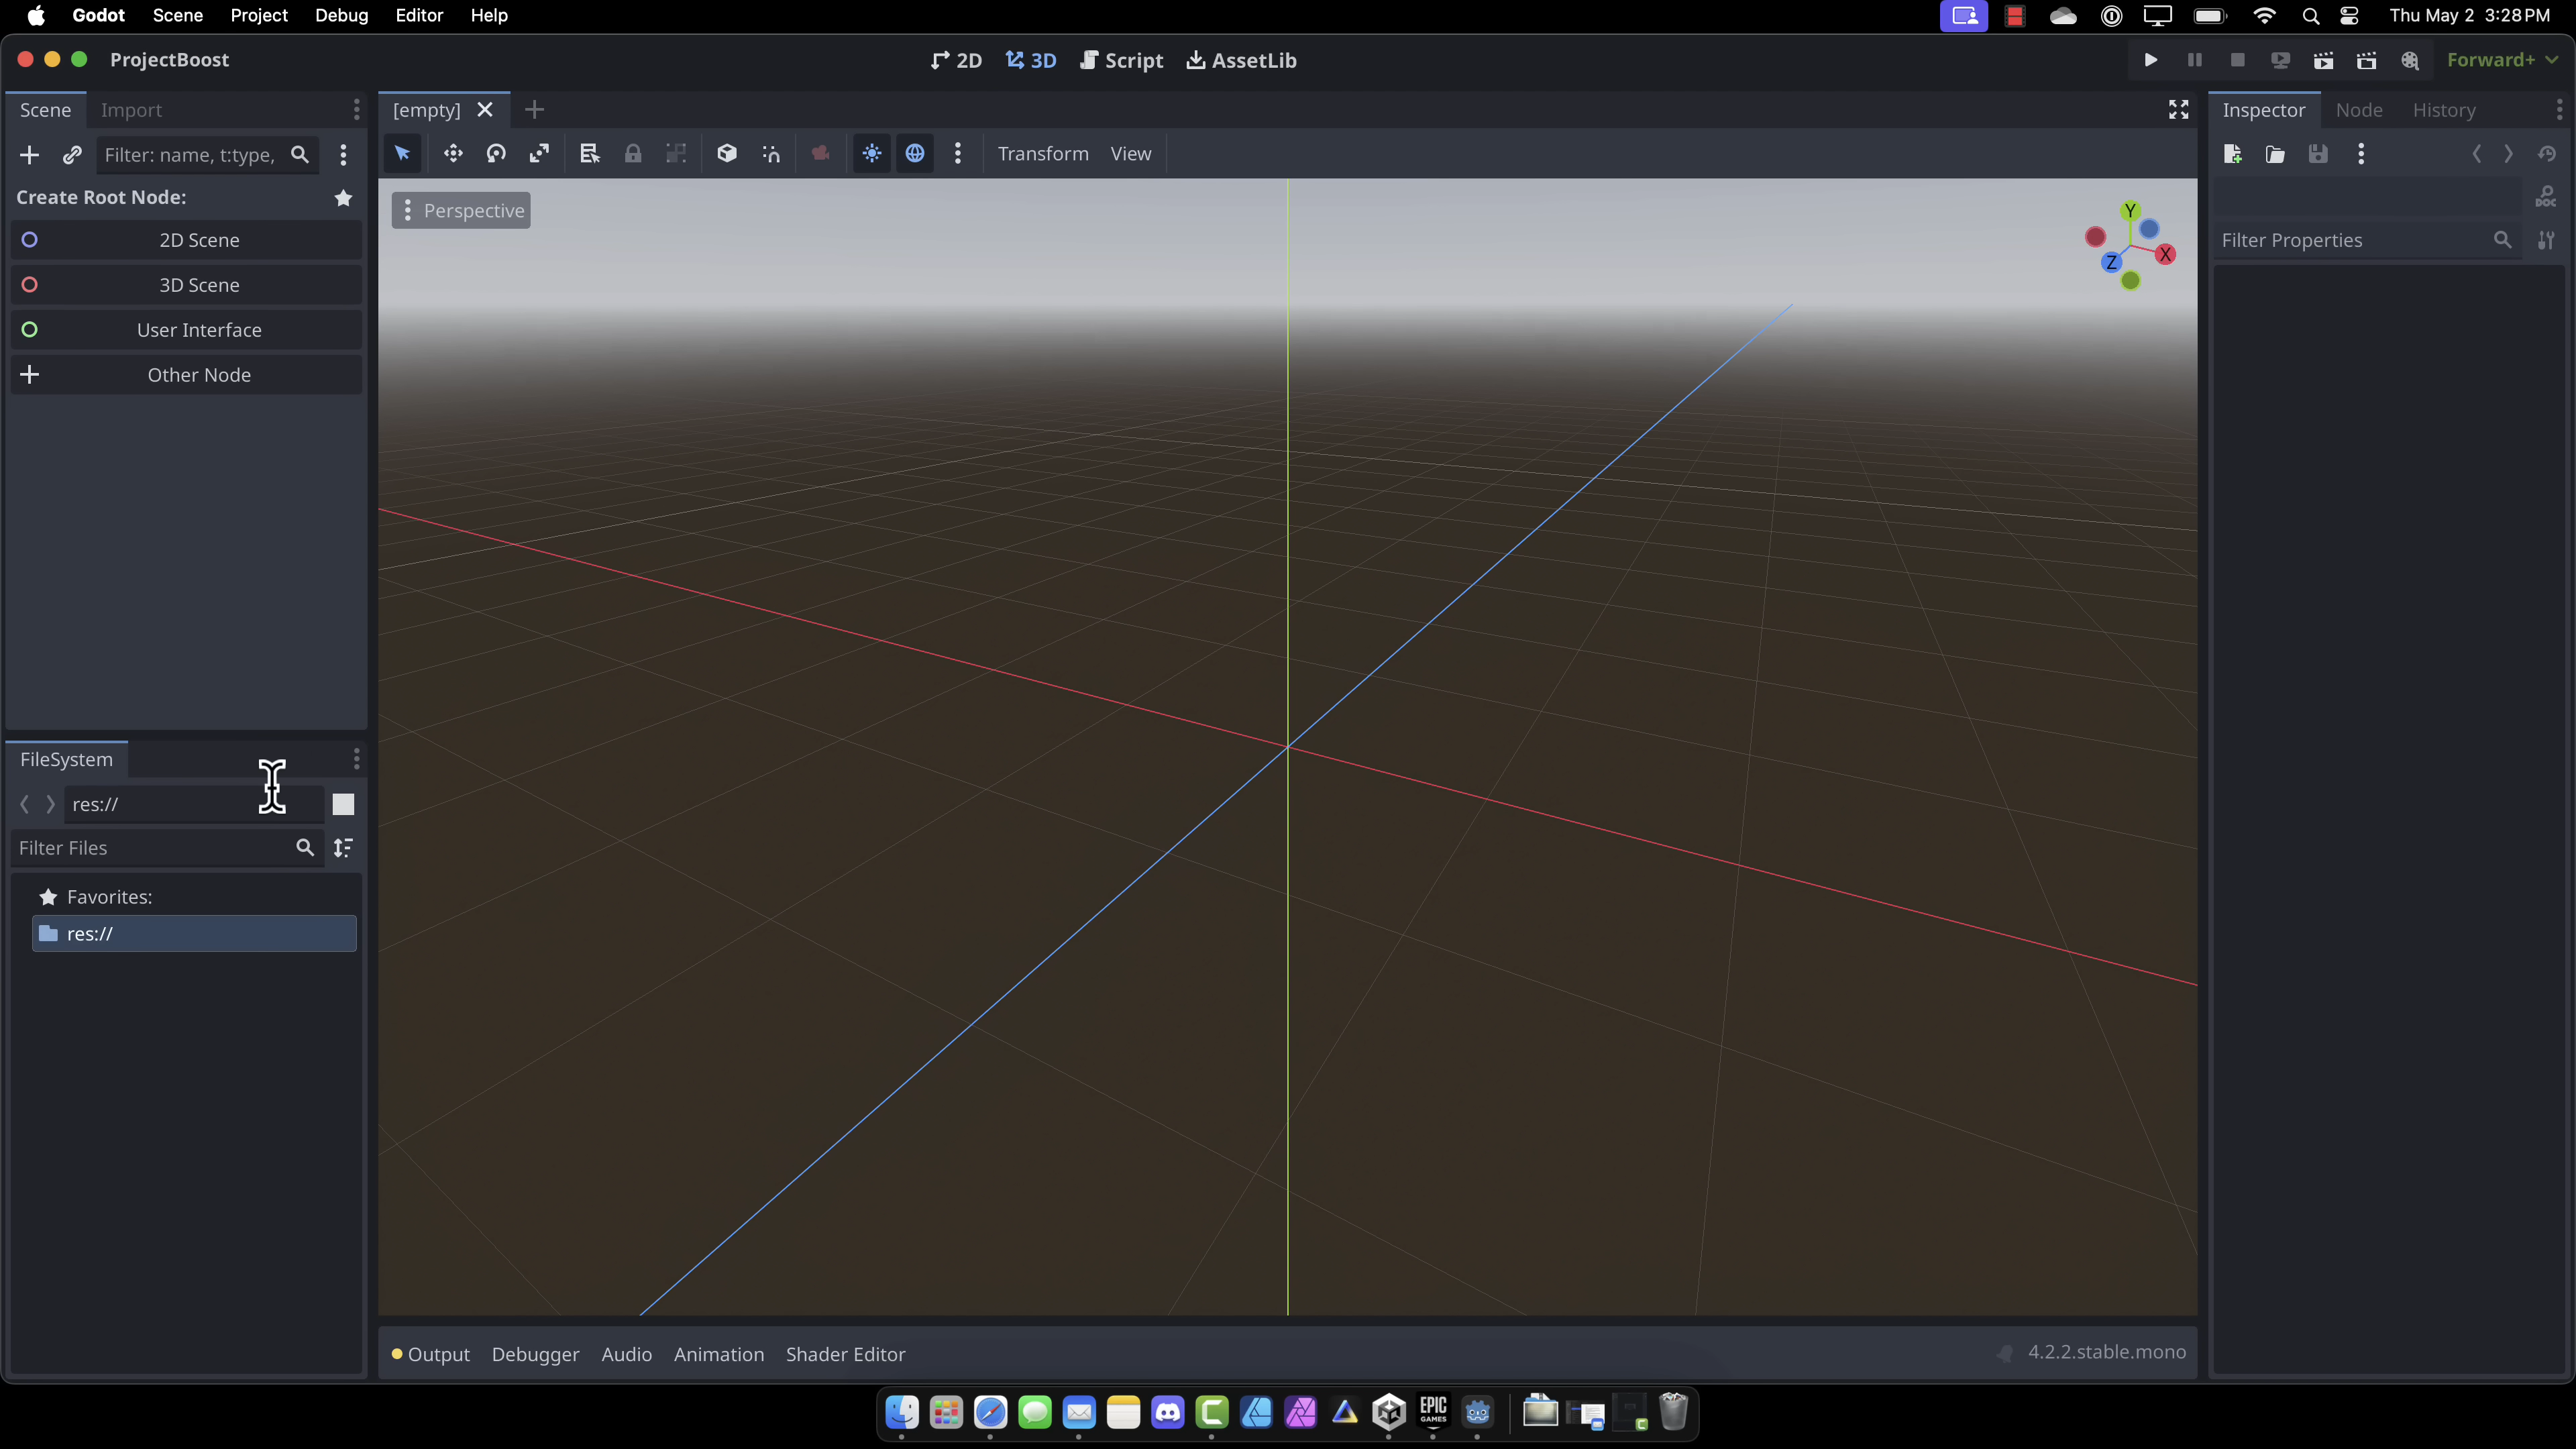 Godot Scene Project Debug Editor Help Thu May 2 3:28 PM
ProjectBoost 2D 3D Script AssetLib Forward+
Scene Import [empty] Inspector Node History
Filter: name, t:type, Transform View
Create Root Node: DOC
Perspective Y
2D Scene Filter Properties
X
Z
3D Scene
User Interface
Other Node
FileSystem
res://
Filter Files
Favorites:
res://
Output Debugger Audio Animation Shader Editor 4.2.2.stable.mono
EPIC
GAMES